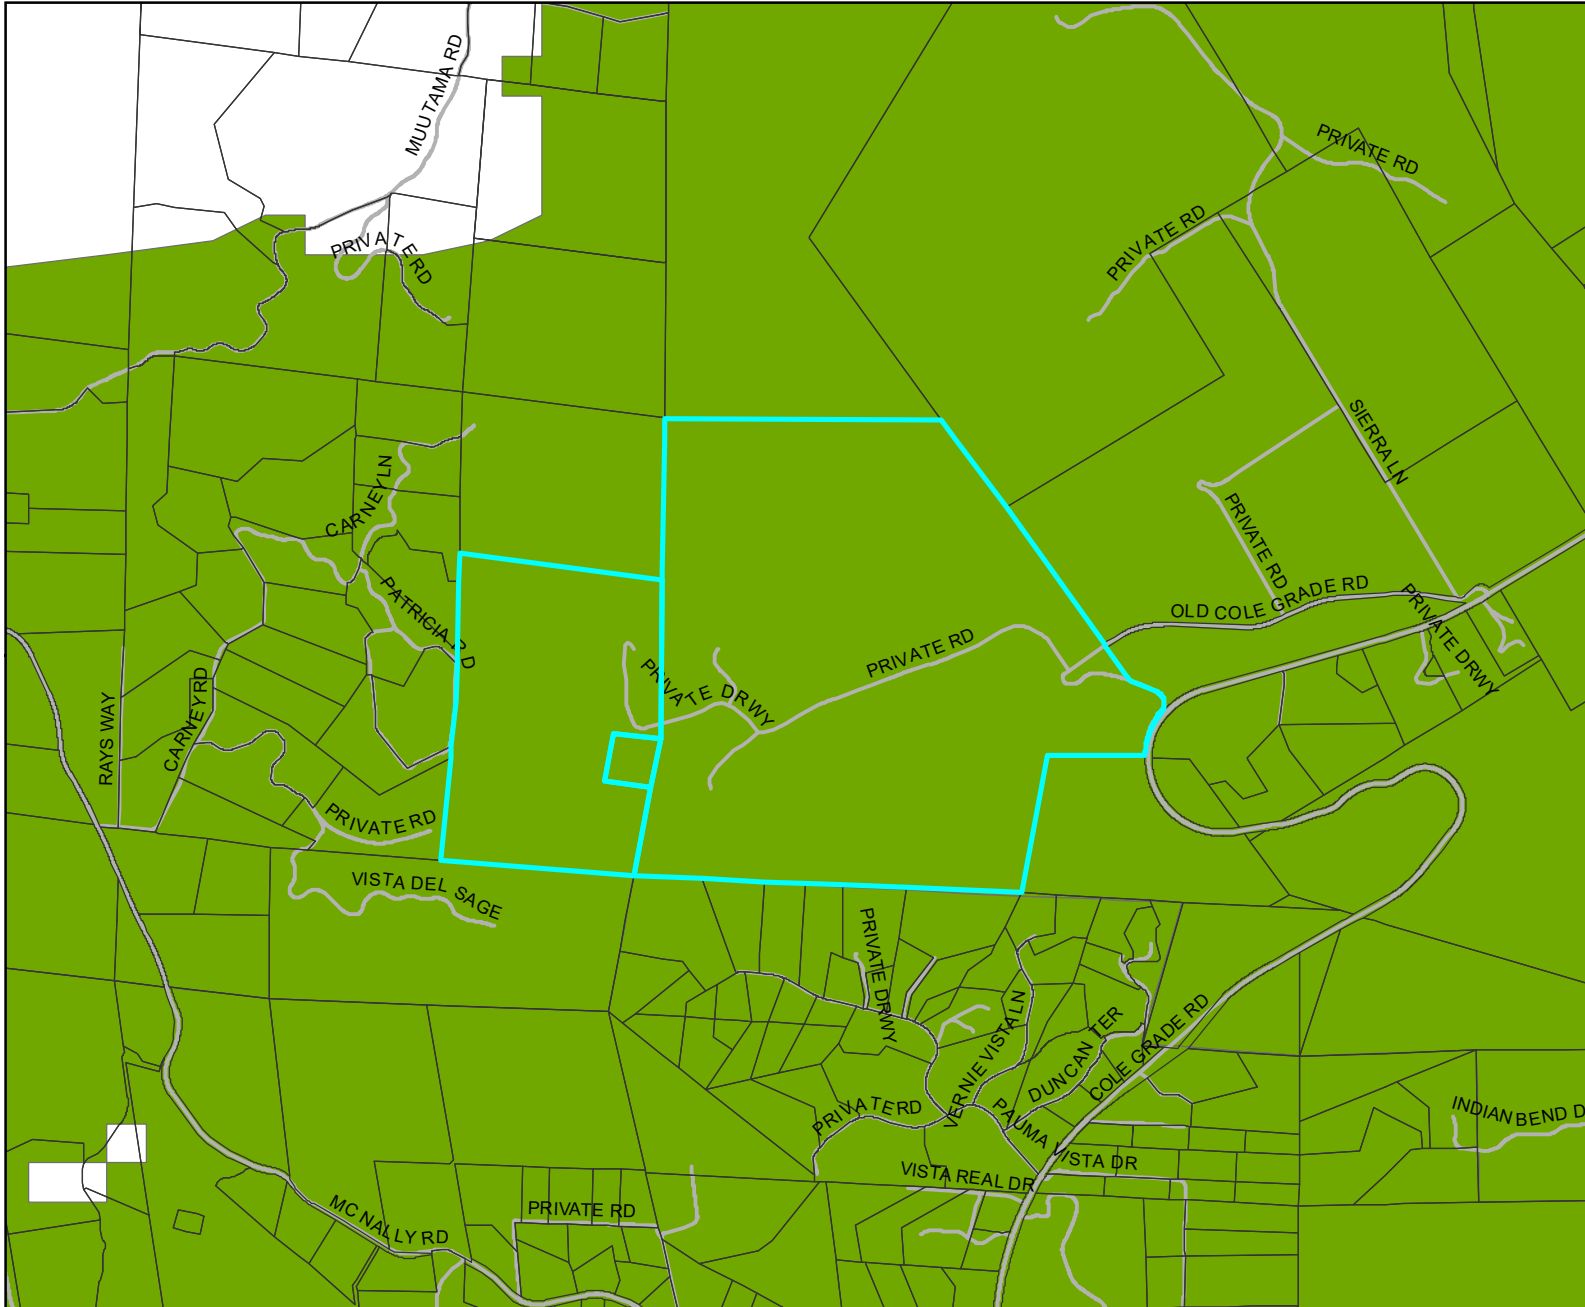 MUUTAMA RD
PRIVATE RD
PRIVATE RD
PRIVATE RD
SIERRA LN
CARNEY LN
PRIVATE RD
PATRICIA RD
OLD COLE GRADE RD
PRIVATE DRWY
PRIVATE RD
PRIVATE DRWY
CARNEY RD
RAYS WAY
PRIVATE RD
VISTA DEL SAGE
PRIVATE DRWY
VERNIE VISTA LN
DUNCAN TER
COLE GRADE RD
PRIVATE RD
PAUMA VISTA DR
INDIAN BEND D
VISTA REAL DR
MC NALLY RD
PRIVATE RD